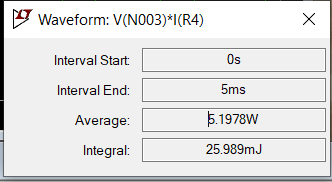 Waveform: V(N003)*I(R4)
Interval Start: 0s
Interval End: 5ms
Average: 5.1978W
Integral: 25.989mJ